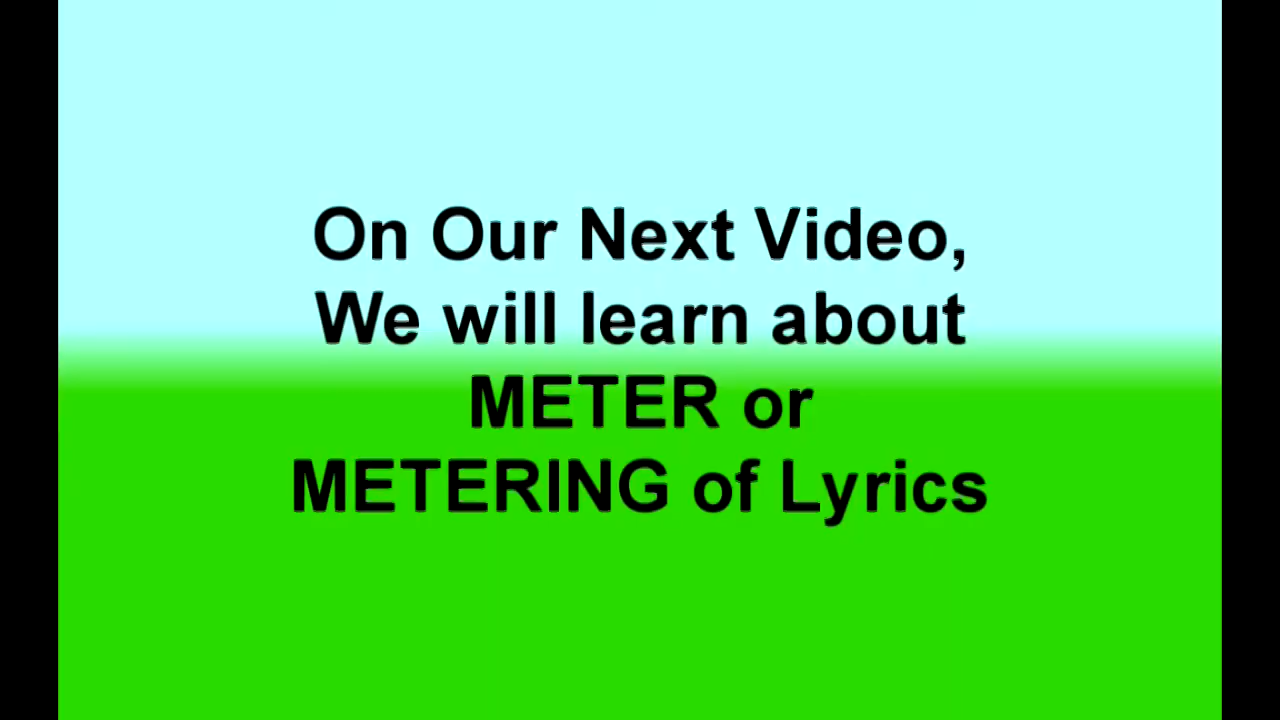 On Our Next Video,
We will learn about
METER or
METERING of Lyrics